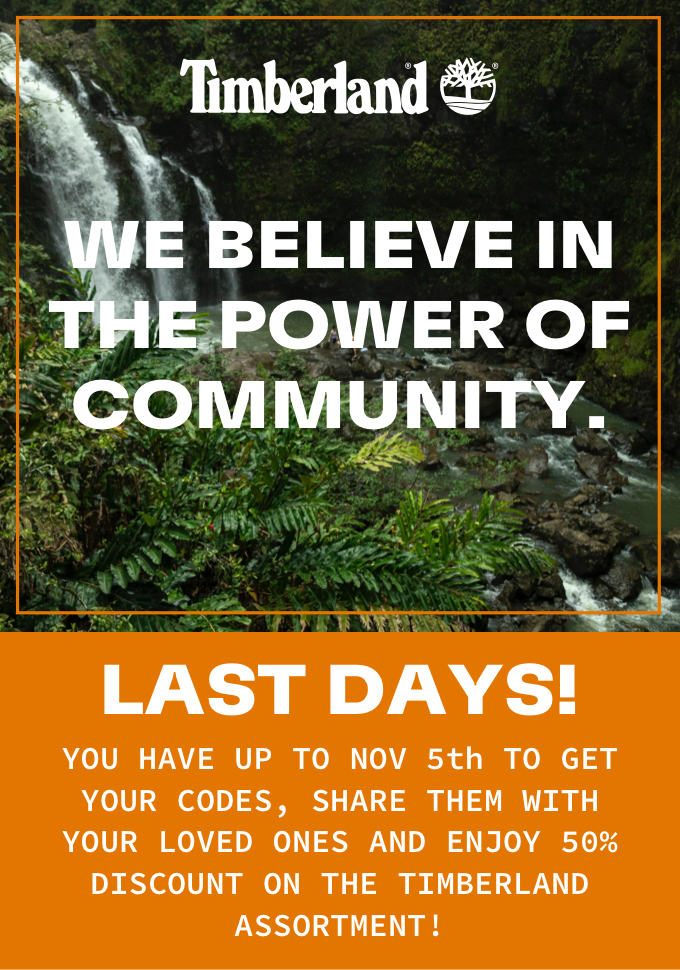 Timberland
WE BELIEVE IN
THE POWER OF
COMMUNITY.
LAST DAYS!
YOU HAVE UP TO NOV 5th TO GET
YOUR CODES, SHARE THEM WITH
YOUR LOVED ONES AND ENJOY 50%
DISCOUNT ON THE TIMBERLAND
ASSORTMENT!